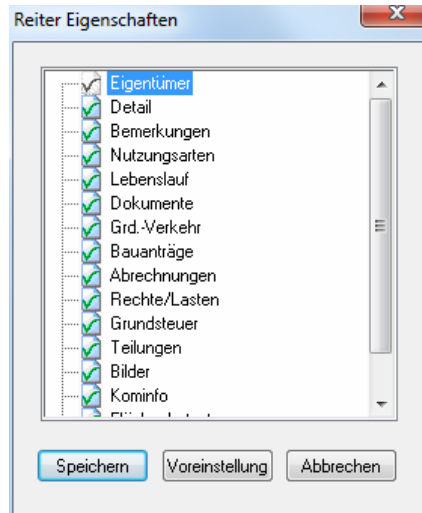 Reiter Eigenschaften
Eigentümer
Detail
Bemerkungen
Nutzungsarten
Lebenslauf
Dokumente
Grd.-Verkehr
Bauanträge
Abrechnungen
Rechte/Lasten
Grundsteuer
Teilungen
Bilder
Kominfo
Speichern
Voreinstellung
Abbrechen